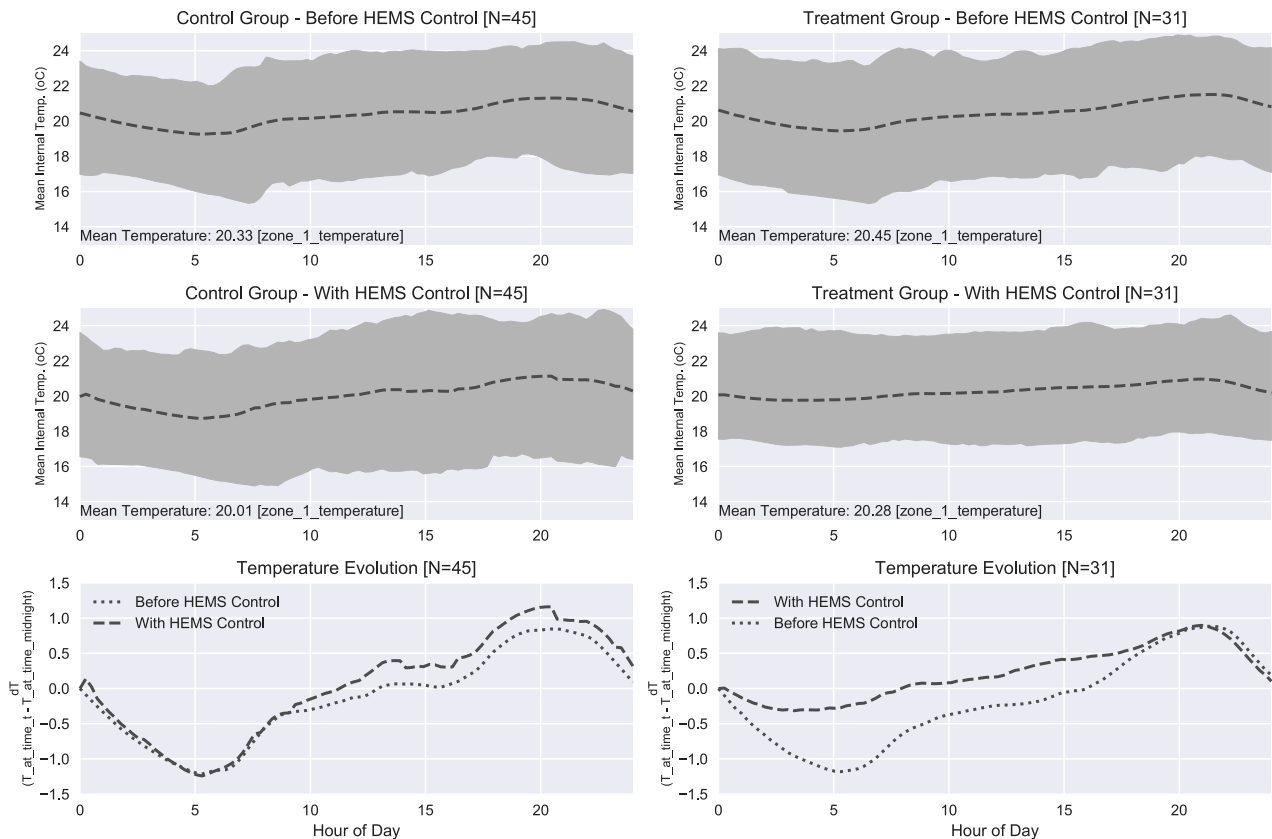 Control Group - Before HEMS Control [N=45]
Mean Internal Temp. (oC)
24
22
20
18
16
14
Mean Temperature: 20.33 [zone_1_temperature]
0 5 10 15 20
Treatment Group - Before HEMS Control [N=31]
Mean Internal Temp. (oC)
24
22
20
18
16
14
Mean Temperature: 20.45 [zone_1_temperature]
0 5 10 15 20
Control Group - With HEMS Control [N=45]
Mean Internal Temp. (oC)
24
22
20
18
16
14
Mean Temperature: 20.01 [zone_1_temperature]
0 5 10 15 20
Treatment Group - With HEMS Control [N=31]
Mean Internal Temp. (oC)
24
22
20
18
16
14
Mean Temperature: 20.28 [zone_1_temperature]
0 5 10 15 20
Temperature Evolution [N=45]
dT
(T_at_time_t - T_at_time_midnight)
1.5
1.0
0.5
0.0
−0.5
−1.0
−1.5
Before HEMS Control
With HEMS Control
0 5 10 15 20
Hour of Day
Temperature Evolution [N=31]
dT
(T_at_time_t - T_at_time_midnight)
1.5
1.0
0.5
0.0
−0.5
−1.0
−1.5
With HEMS Control
Before HEMS Control
0 5 10 15 20
Hour of Day